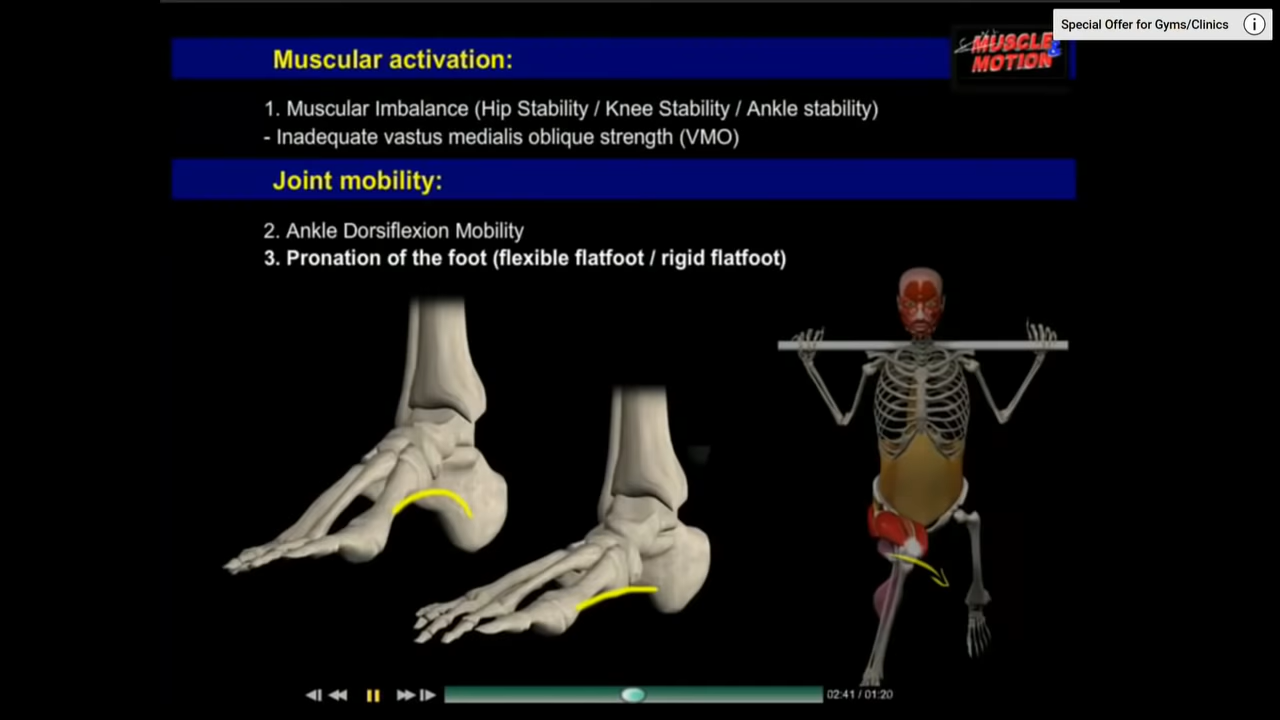 Special Offer for Gyms/Clinics
Muscular activation:
MUSCLE &
MOTION
1. Muscular Imbalance (Hip Stability / Knee Stability / Ankle stability)
- Inadequate vastus medialis oblique strength (VMO)
Joint mobility:
2. Ankle Dorsiflexion Mobility
3. Pronation of the foot (flexible flatfoot / rigid flatfoot)
02:41 / 01:20